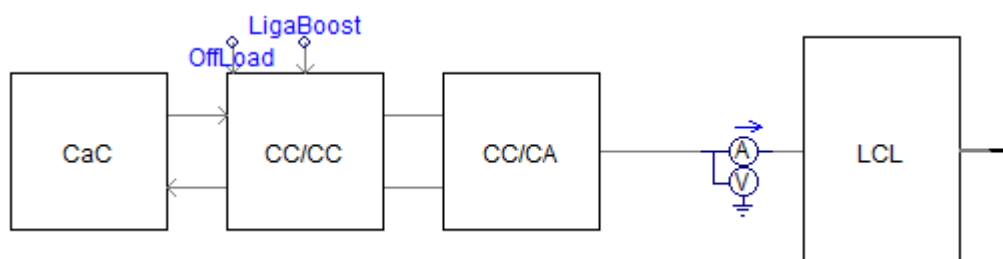 LigaBoost
OffLoad
CaC
CC/CC
CC/CA
A
V
LCL